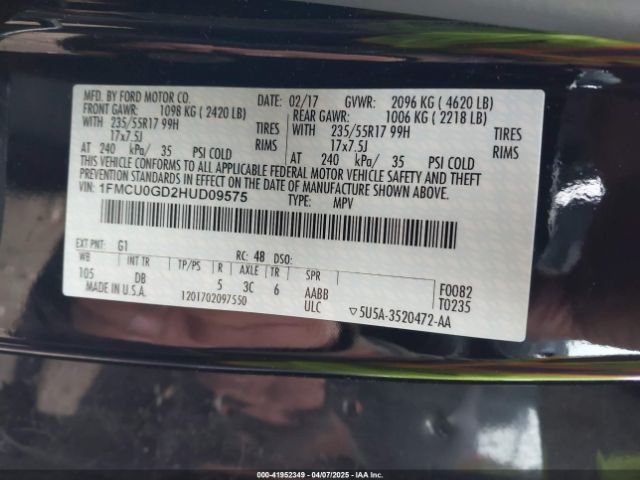 MFD. BY FORD MOTOR CO. DATE: 02/17 GVWR: 2096 KG ( 4620 LB)
FRONT GAWR: 1098 KG ( 2420 LB) REAR GAWR: 1006 KG ( 2218 LB)
WITH 235/55R17 99H TIRES WITH 235/55R17 99H TIRES
17x7.5J RIMS 17x7.5J RIMS
AT 240 kPa/ 35 PSI COLD AT 240 kPa/ 35 PSI COLD
THIS VEHICLE CONFORMS TO ALL APPLICABLE FEDERAL MOTOR VEHICLE SAFETY AND THEFT
PREVENTION STANDARDS IN EFFECT ON THE DATE OF MANUFACTURE SHOWN ABOVE.
VIN: 1FMCU0GD2HUD09575 TYPE: MPV
EXT PNT: G1 RC: 48 DSO:
WB INT TR TP/PS R AXLE TR SPR
105 DB 5 3C 6 AABB F0082
MADE IN U.S.A. 1201702097550 ULC ▽5U5A-3520472-AA T0235
000-41952349 | 04/07/2025 - IAA Inc.